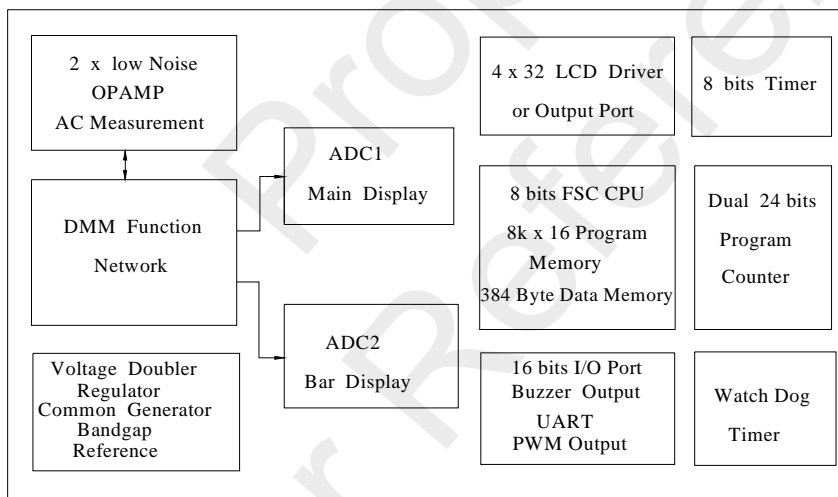 2 x low Noise
OPAMP
AC Measurement
DMM Function
Network
Voltage Doubler
Regulator
Common Generator
Bandgap
Reference
ADC1
Main Display
ADC2
Bar Display
4 x 32 LCD Driver
or Output Port
8 bits FSC CPU
8k x 16 Program
Memory
384 Byte Data Memory
16 bits I/O Port
Buzzer Output
UART
PWM Output
8 bits Timer
Dual 24 bits
Program
Counter
Watch Dog
Timer